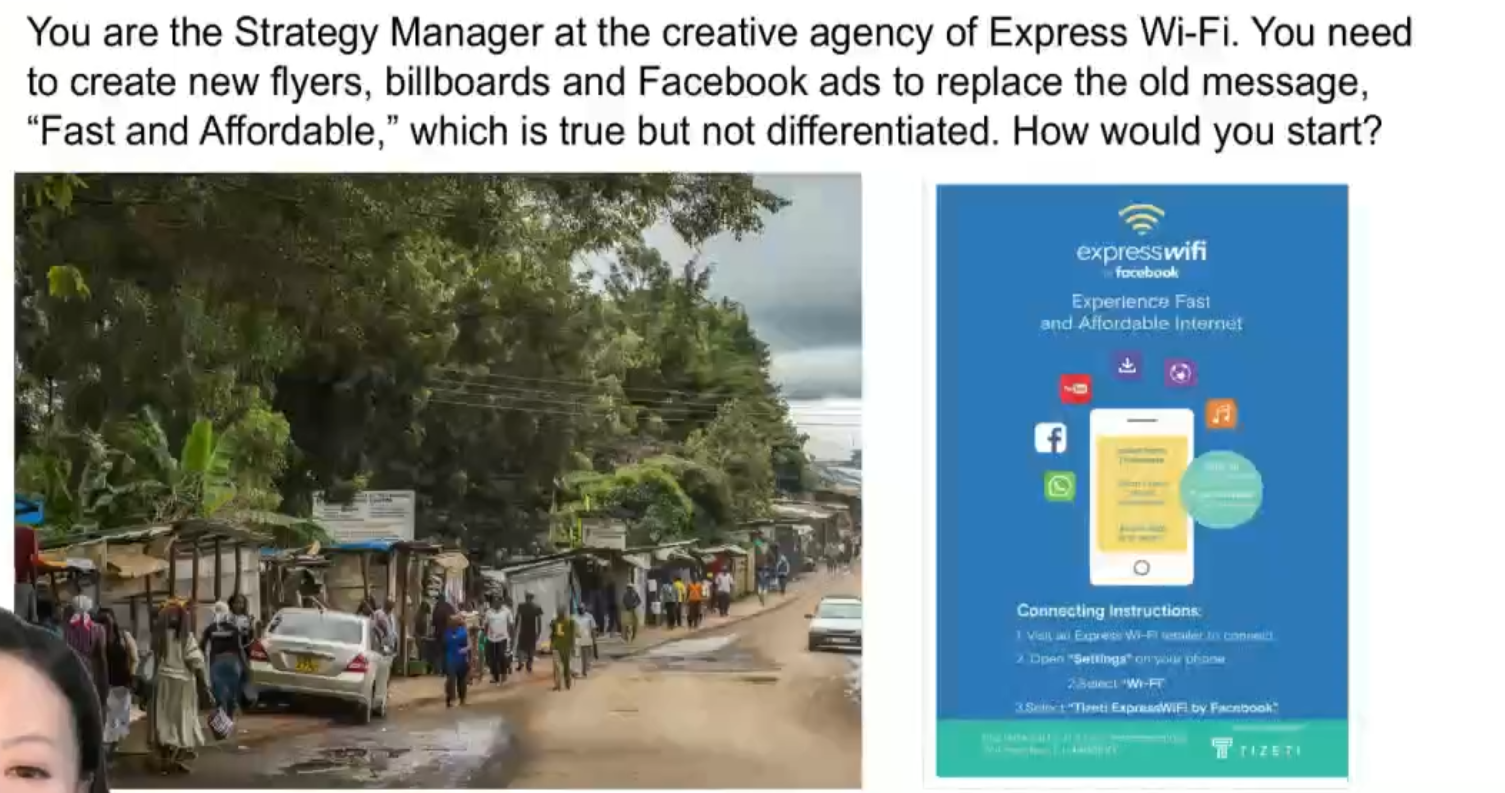 You are the Strategy Manager at the creative agency of Express Wi-Fi. You need
to create new flyers, billboards and Facebook ads to replace the old message,
“Fast and Affordable,” which is true but not differentiated. How would you start?
expresswifi
facebook
Experience Fast
and Affordable Internet
You
f
Connecting Instructions:
1. Visit an Express Wi-Fi retailer to connect.
2. Open "Settings" on your phone
2.Select "Wi-Fi"
3.Select "Tizeti ExpressWiFi by Facebook"
TIZETI